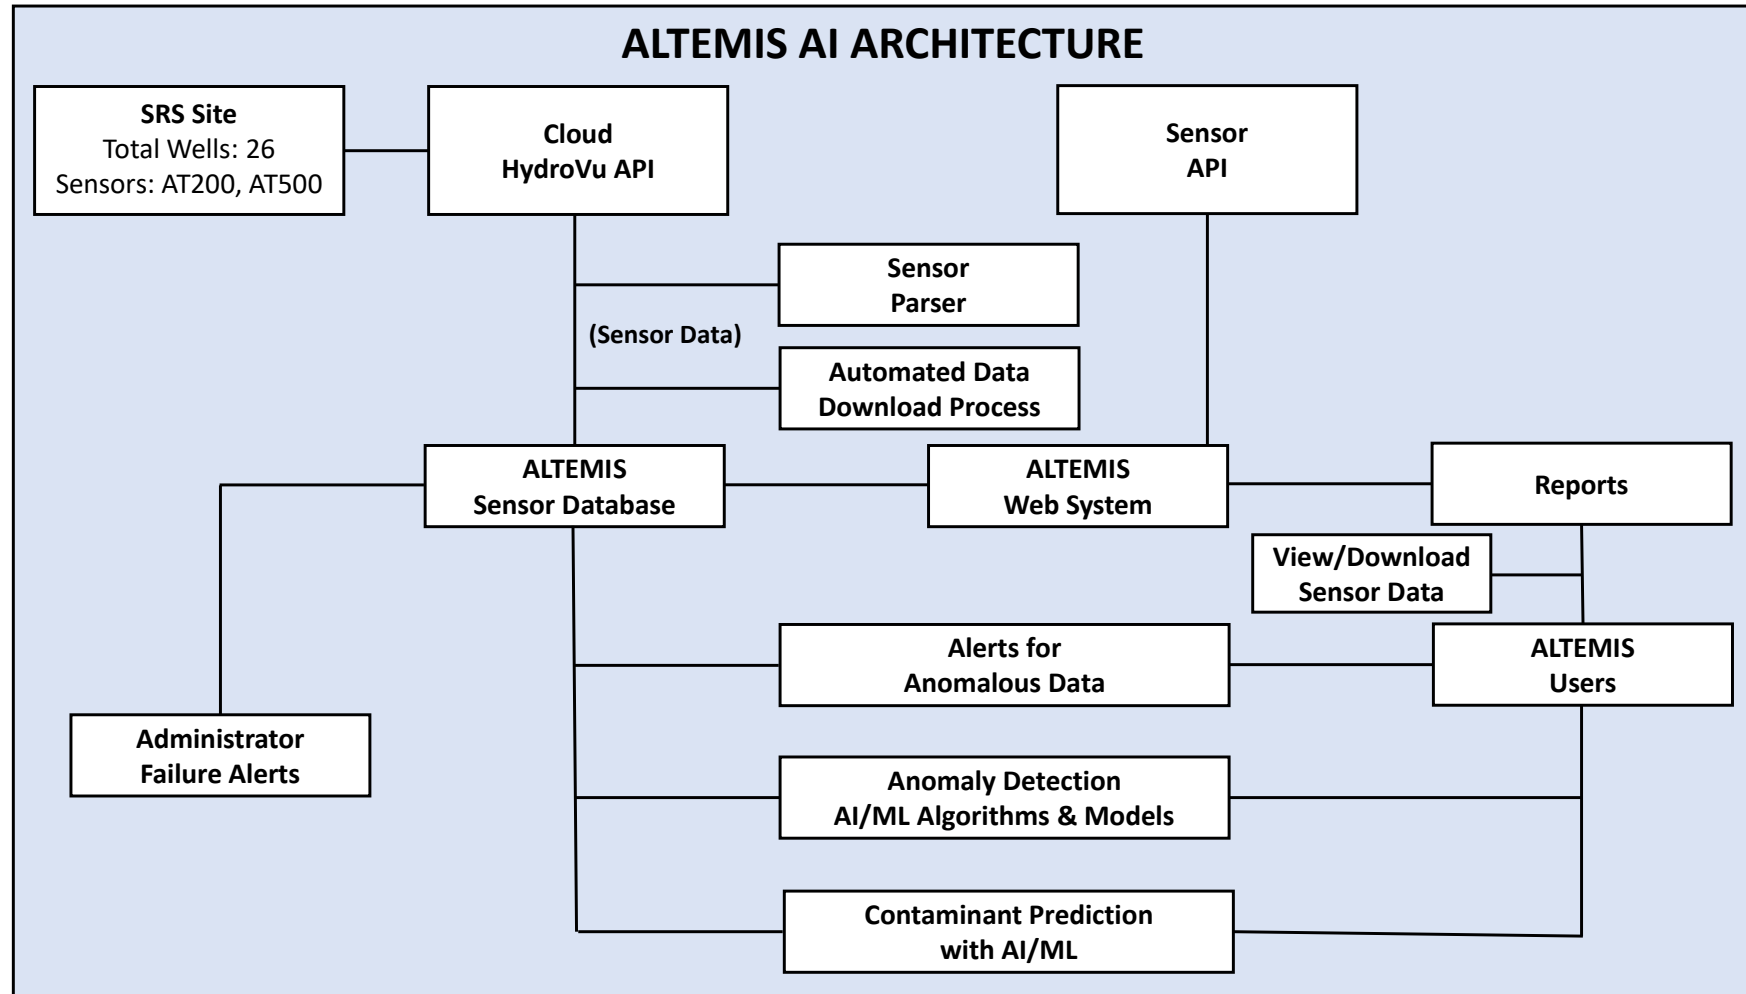 ALTEMIS AI ARCHITECTURE
SRS Site
Total Wells: 26
Sensors: AT200, AT500
Cloud
HydroVu API
Sensor
API
Sensor
Parser
(Sensor Data)
Automated Data
Download Process
ALTEMIS
Sensor Database
ALTEMIS
Web System
Reports
View/Download
Sensor Data
Alerts for
Anomalous Data
ALTEMIS
Users
Administrator
Failure Alerts
Anomaly Detection
AI/ML Algorithms & Models
Contaminant Prediction
with AI/ML